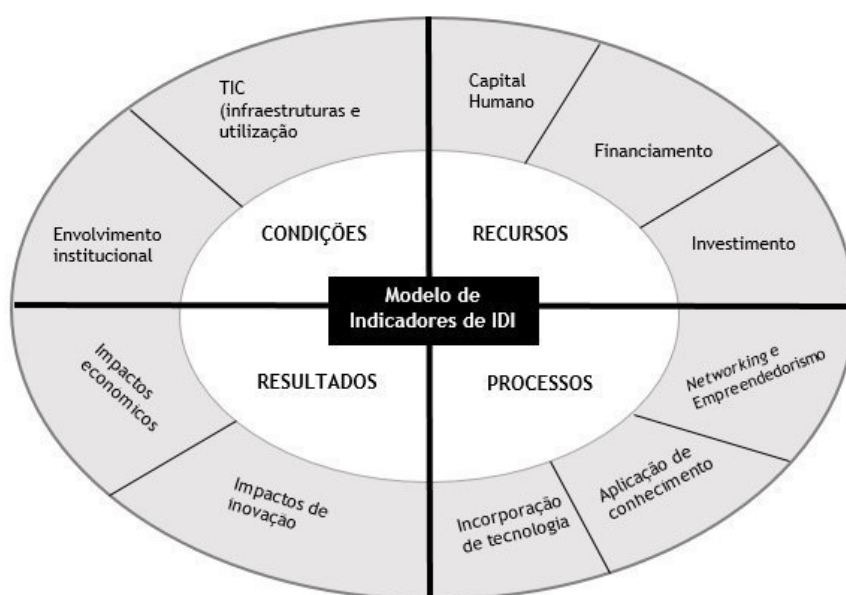 TIC
(infraestruturas e
utilização
Capital
Humano
Financiamento
Envolvimento
institucional
CONDIÇÕES
RECURSOS
Investimento
Modelo de
Indicadores de IDI
Impactos
economicos
RESULTADOS
PROCESSOS
Networking e
Empreendedorismo
Impactos de
inovação
Incorporação
de tecnologia
Aplicação de
conhecimento